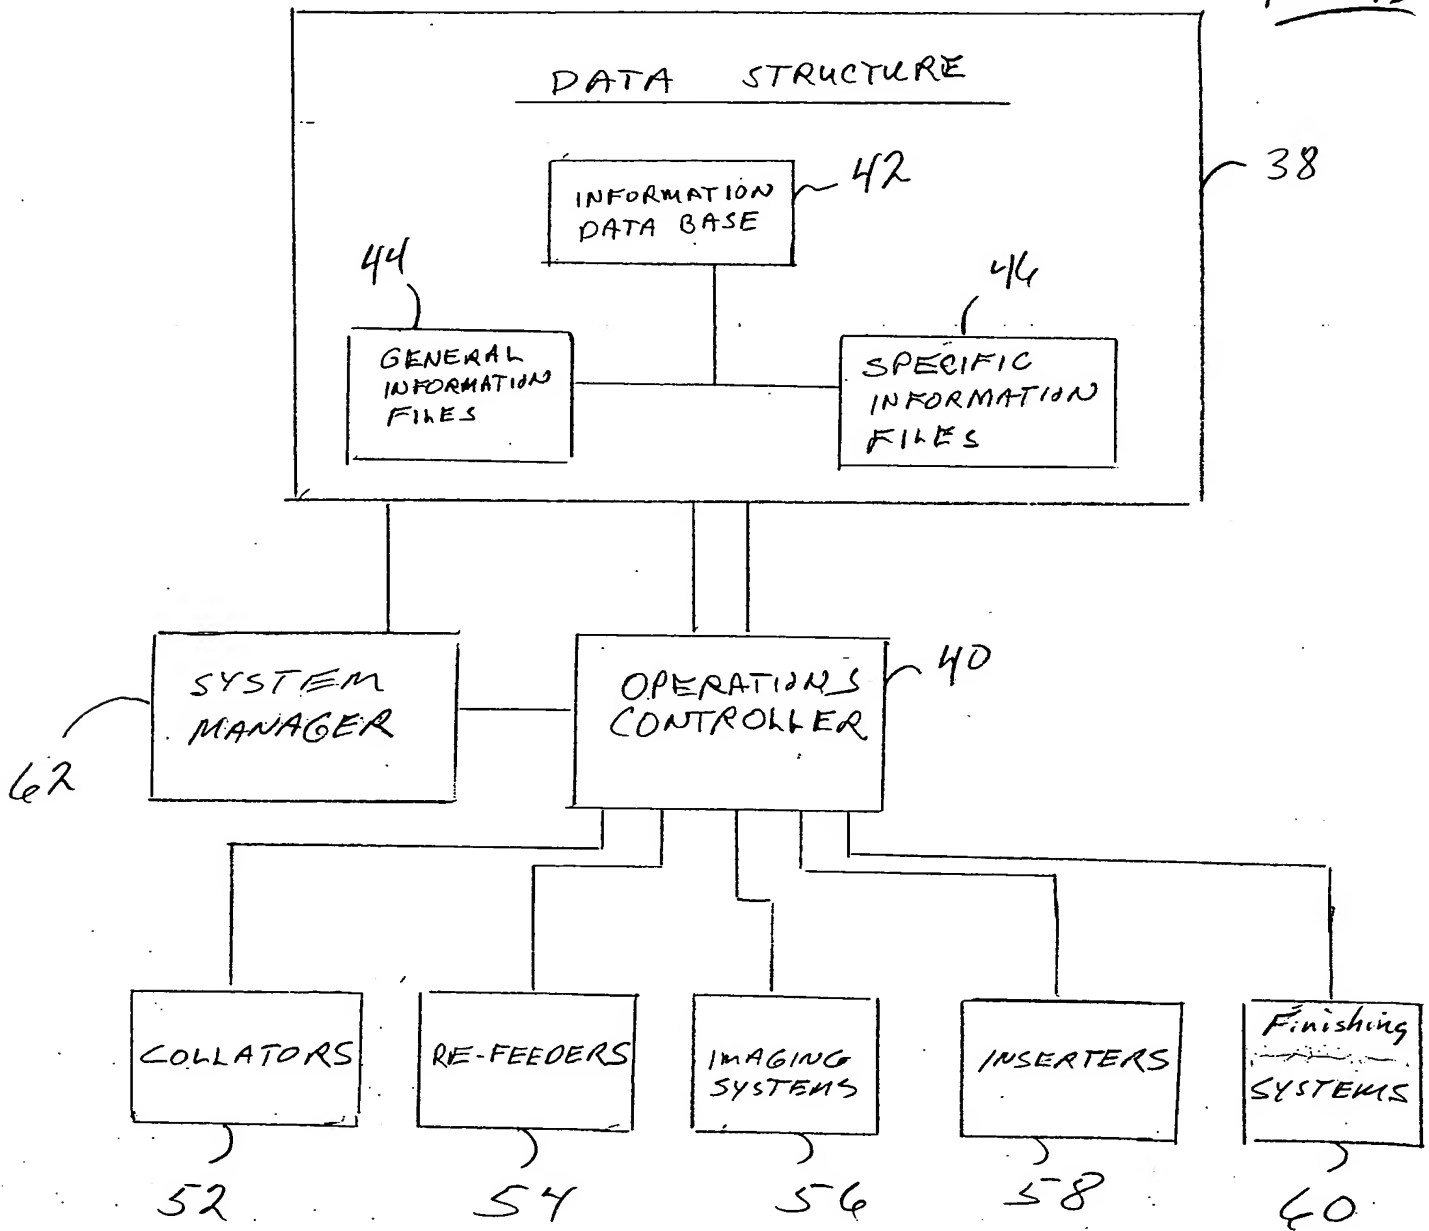 DATA STRUCTURE
38
42
INFORMATION
DATA BASE
44
46
GENERAL
INFORMATION
FILES
SPECIFIC
INFORMATION
FILES
SYSTEM
MANAGER
62
OPERATIONS
CONTROLLER
40
COLLATORS
RE-FEEDERS
IMAGING
SYSTEMS
INSERTERS
Finishing
SYSTEMS
52
54
56
58
60